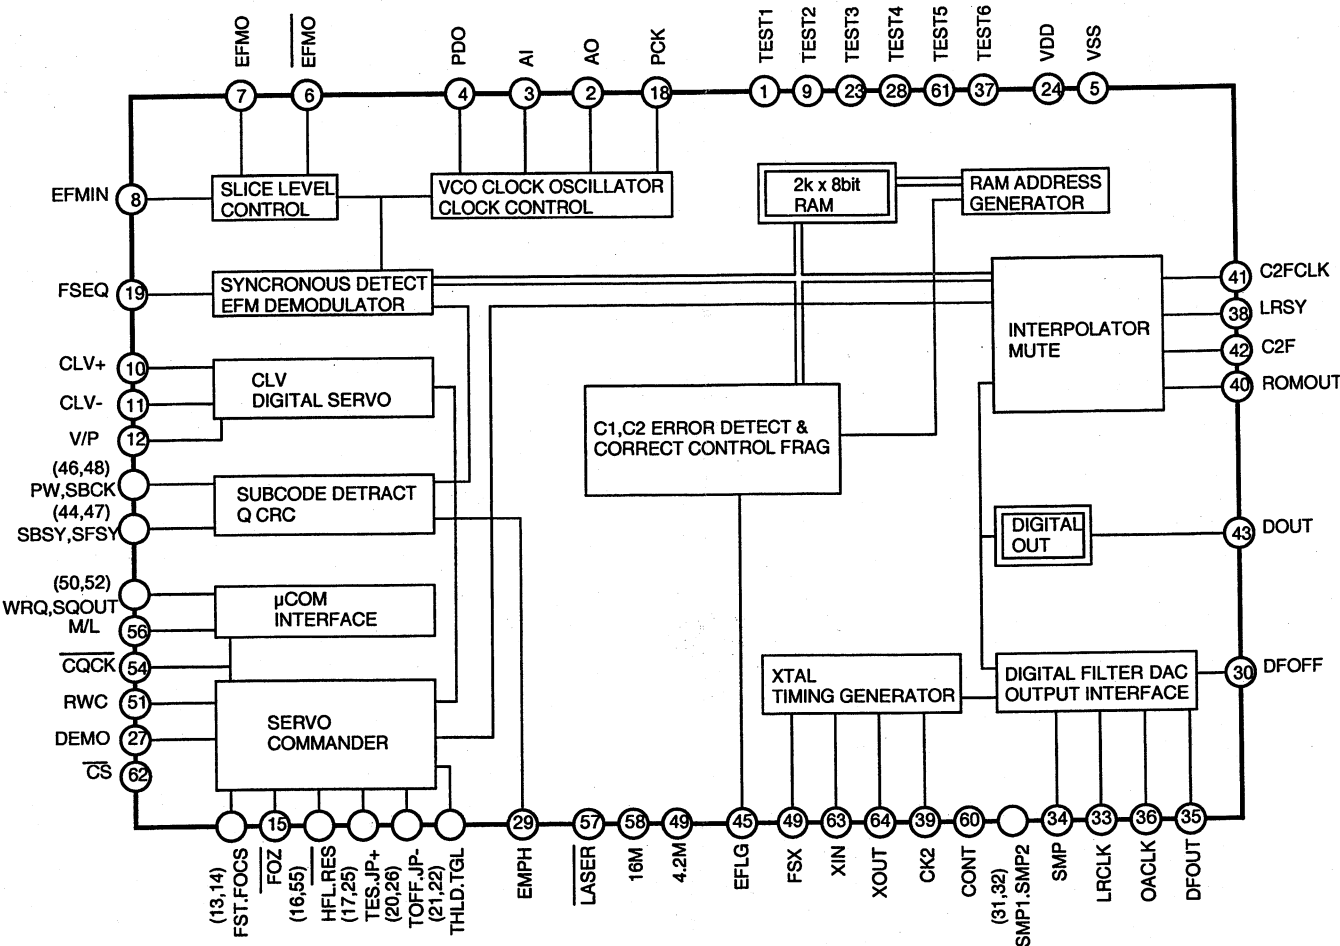 EFMO
EFMO
PDO
AI
AO
PCK
TEST1
TEST2
TEST3
TEST4
TEST5
TEST6
VDD
VSS
7
6
4
3
2
18
1
9
23
28
61
37
24
5
EFMIN
8
SLICE LEVEL
CONTROL
VCO CLOCK OSCILLATOR
CLOCK CONTROL
2k x 8bit
RAM
RAM ADDRESS
GENERATOR
FSEQ
19
SYNCRONOUS DETECT
EFM DEMODULATOR
INTERPOLATOR
MUTE
41
C2FCLK
38
LRSY
42
C2F
40
ROMOUT
CLV+
10
CLV-
11
V/P
12
CLV
DIGITAL SERVO
C1,C2 ERROR DETECT &
CORRECT CONTROL FRAG
(46,48)
PW,SBCK
(44,47)
SBSY,SFSY
SUBCODE DETRACT
Q CRC
DIGITAL
OUT
43
DOUT
(50,52)
WRQ,SQOUT
M/L
56
µCOM
INTERFACE
CQCK
54
RWC
51
DEMO
27
CS
62
SERVO
COMMANDER
XTAL
TIMING GENERATOR
DIGITAL FILTER DAC
OUTPUT INTERFACE
30
DFOFF
15
29
57
58
49
45
49
63
64
39
60
34
33
36
35
(13,14)
FST.FOCS
FOZ
(16,55)
HFL.RES
(17,25)
TES.JP+
(20,26)
TOFF.JP-
(21,22)
THLD.TGL
EMPH
LASER
16M
4.2M
EFLG
FSX
XIN
XOUT
CK2
CONT
(31,32)
SMP1.SMP2
SMP
LRCLK
OACLK
DFOUT